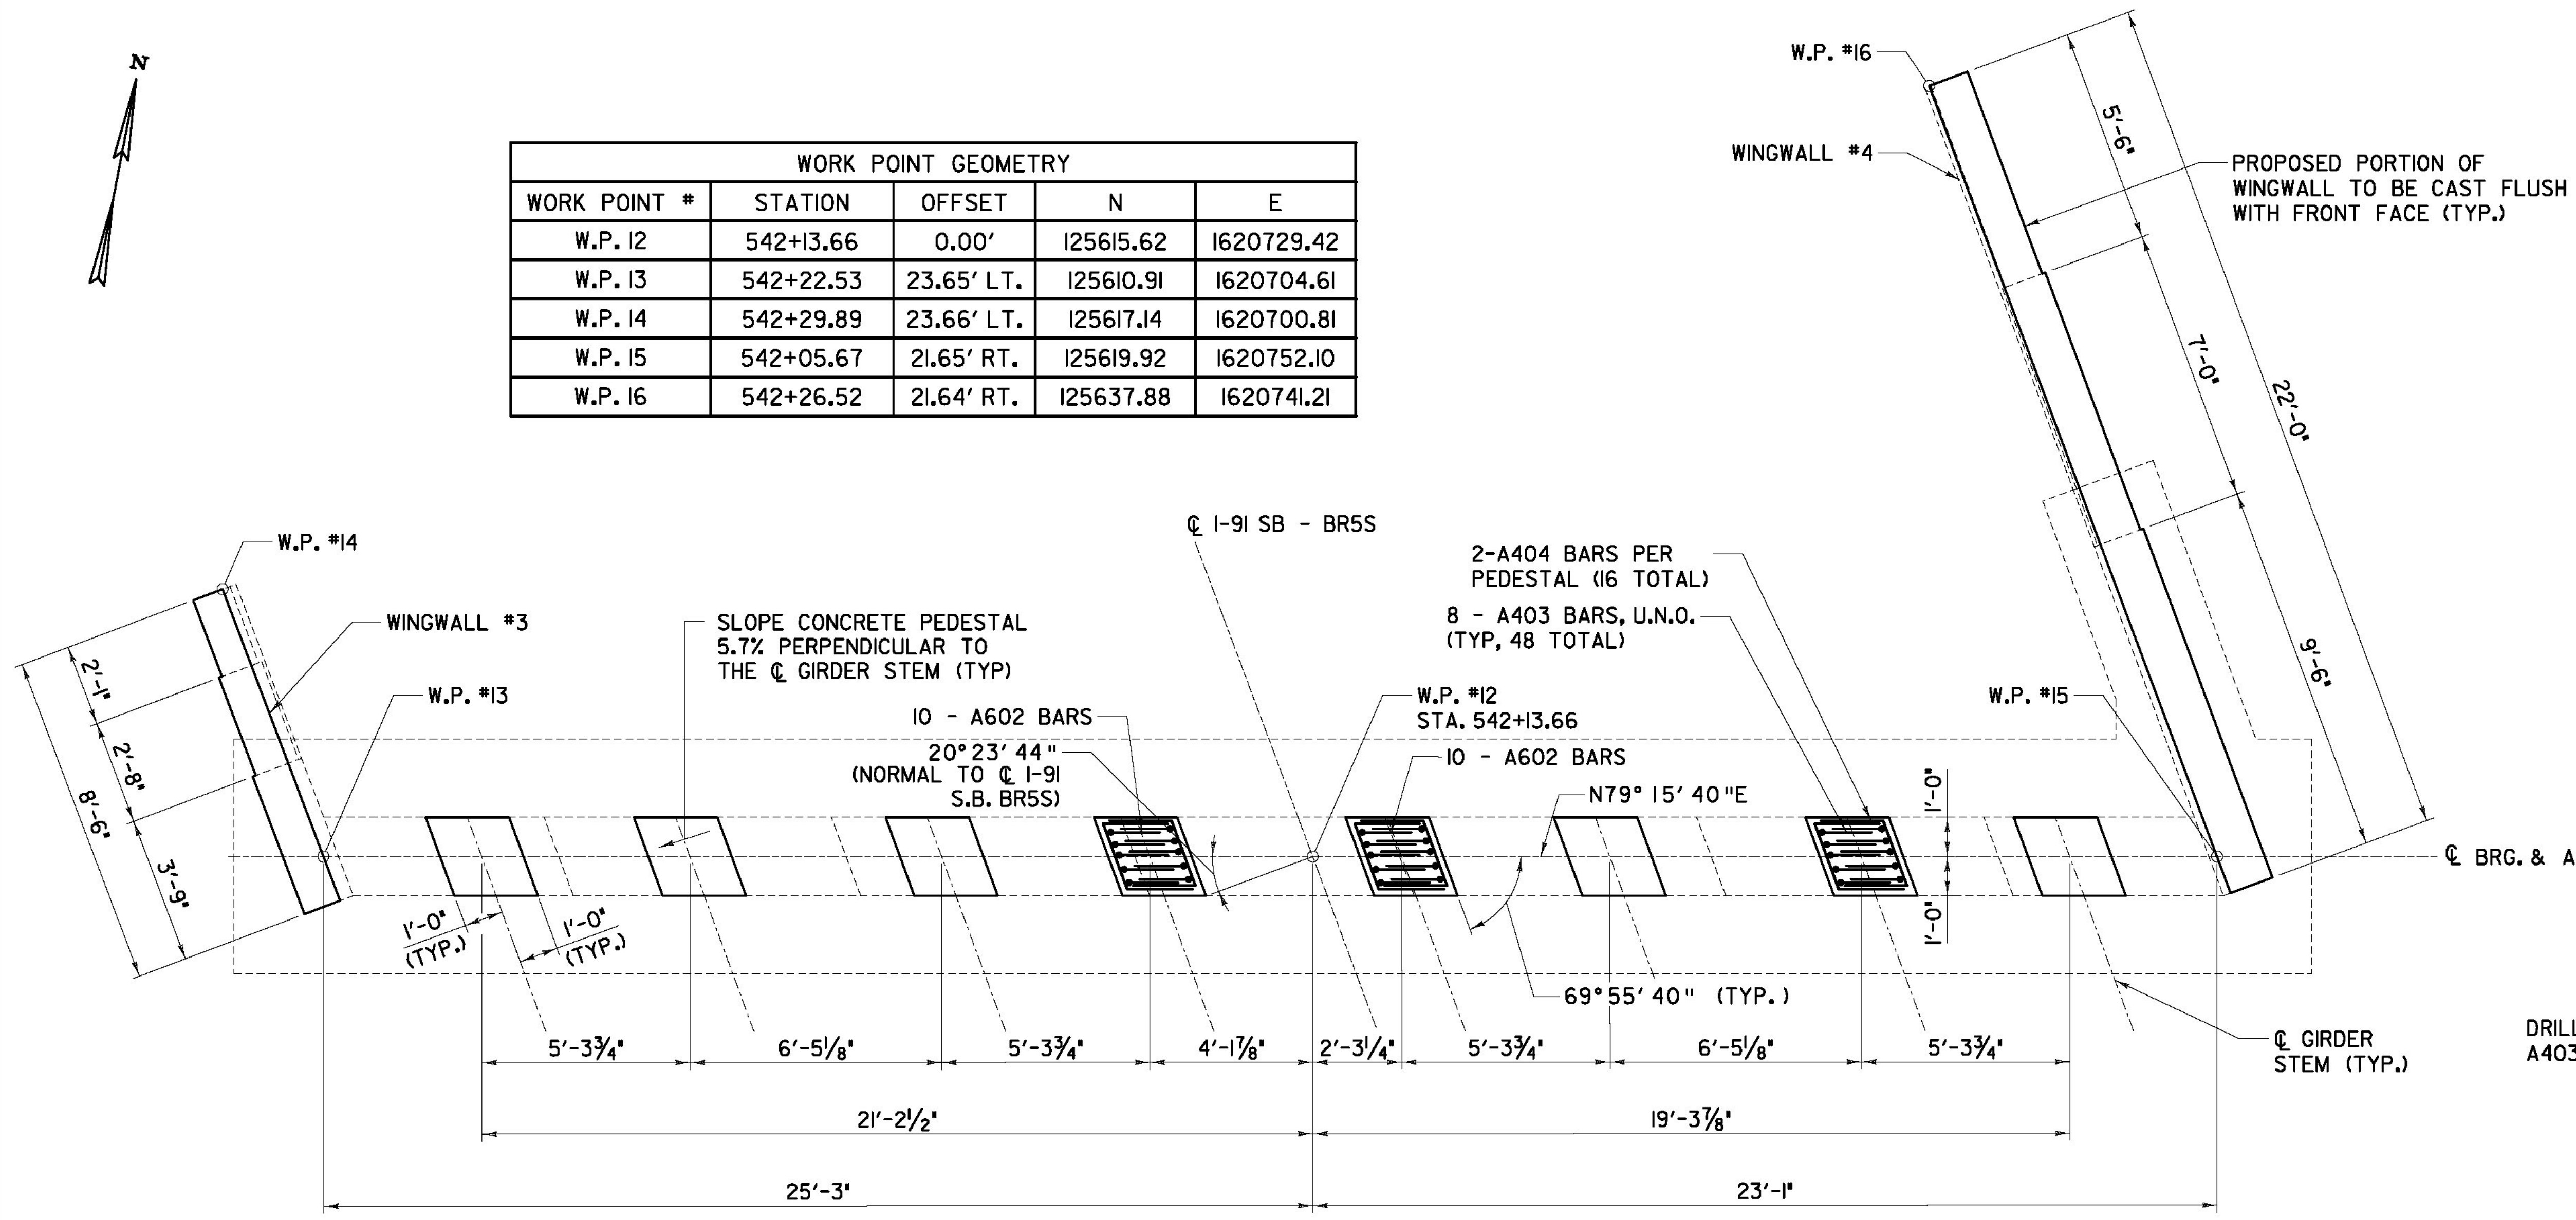 N
WORK POINT GEOMETRY
WORK POINT # STATION OFFSET N E
W.P. 12 542+13.66 0.00' 125615.62 1620729.42
W.P. 13 542+22.53 23.65' LT. 125610.91 1620704.61
W.P. 14 542+29.89 23.66' LT. 125617.14 1620700.81
W.P. 15 542+05.67 21.65' RT. 125619.92 1620752.10
W.P. 16 542+26.52 21.64' RT. 125637.88 1620741.21
W.P. #16
WINGWALL #4
5'-6"
7'-0"
22'-0"
9'-6"
PROPOSED PORTION OF
WINGWALL TO BE CAST FLUSH
WITH FRONT FACE (TYP.)
W.P. #14
WINGWALL #3
W.P. #13
2'-1"
2'-8"
8'-6"
3'-9"
SLOPE CONCRETE PEDESTAL
5.7% PERPENDICULAR TO
THE ℄ GIRDER STEM (TYP)
℄ I-91 SB - BR5S
10 - A602 BARS
20°23'44"
(NORMAL TO ℄ I-91
S.B. BR5S)
2-A404 BARS PER
PEDESTAL (16 TOTAL)
8 - A403 BARS, U.N.O.
(TYP, 48 TOTAL)
W.P. #12
STA. 542+13.66
10 - A602 BARS
N79°15'40"E
W.P. #15
1'-0"
1'-0"
℄ BRG. & A
1'-0"
(TYP.)
1'-0"
(TYP.)
69°55'40" (TYP.)
℄ GIRDER
STEM (TYP.)
DRILL
A403
5'-3¾"
6'-5⅛"
5'-3¾"
4'-1⅞"
2'-3¼"
5'-3¾"
6'-5⅛"
5'-3¾"
21'-2½"
19'-3⅞"
25'-3"
23'-1"